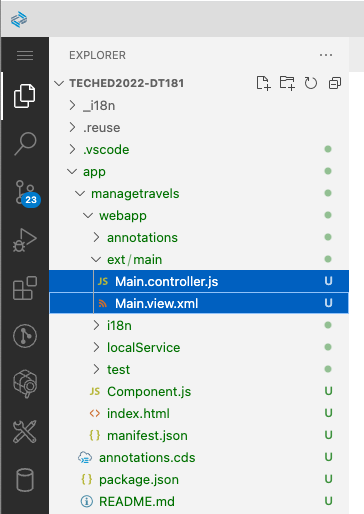 EXPLORER ...
TECHED2022-DT181
_i18n
.reuse
.vscode
app
managetravels
webapp
annotations
ext/main
JS Main.controller.js U
Main.view.xml U
i18n
localService
test
JS Component.js U
<> index.html U
{} manifest.json U
annotations.cds U
{} package.json U
README.md U
23